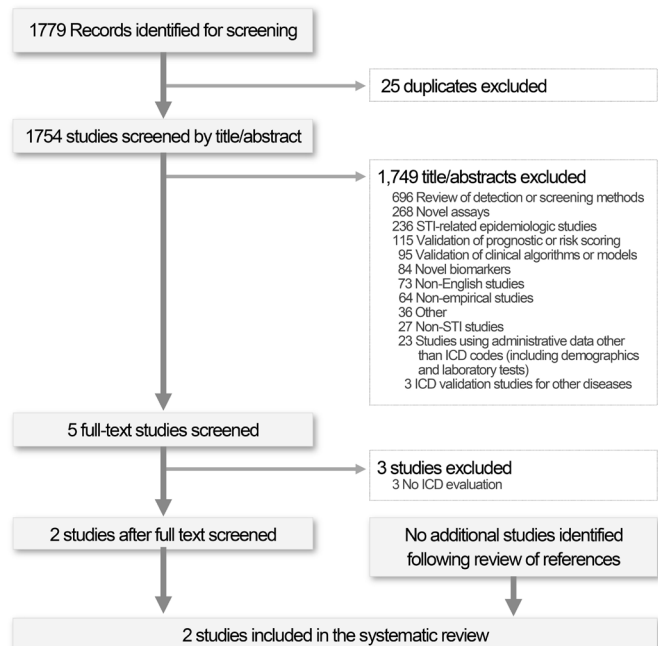 1779 Records identified for screening
25 duplicates excluded
1754 studies screened by title/abstract
1,749 title/abstracts excluded
696 Review of detection or screening methods
268 Novel assays
236 STI-related epidemiologic studies
115 Validation of prognostic or risk scoring
95 Validation of clinical algorithms or models
84 Novel biomarkers
73 Non-English studies
64 Non-empirical studies
36 Other
27 Non-STI studies
23 Studies using administrative data other
than ICD codes (including demographics
and laboratory tests)
3 ICD validation studies for other diseases
5 full-text studies screened
3 studies excluded
3 No ICD evaluation
2 studies after full text screened
No additional studies identified
following review of references
2 studies included in the systematic review